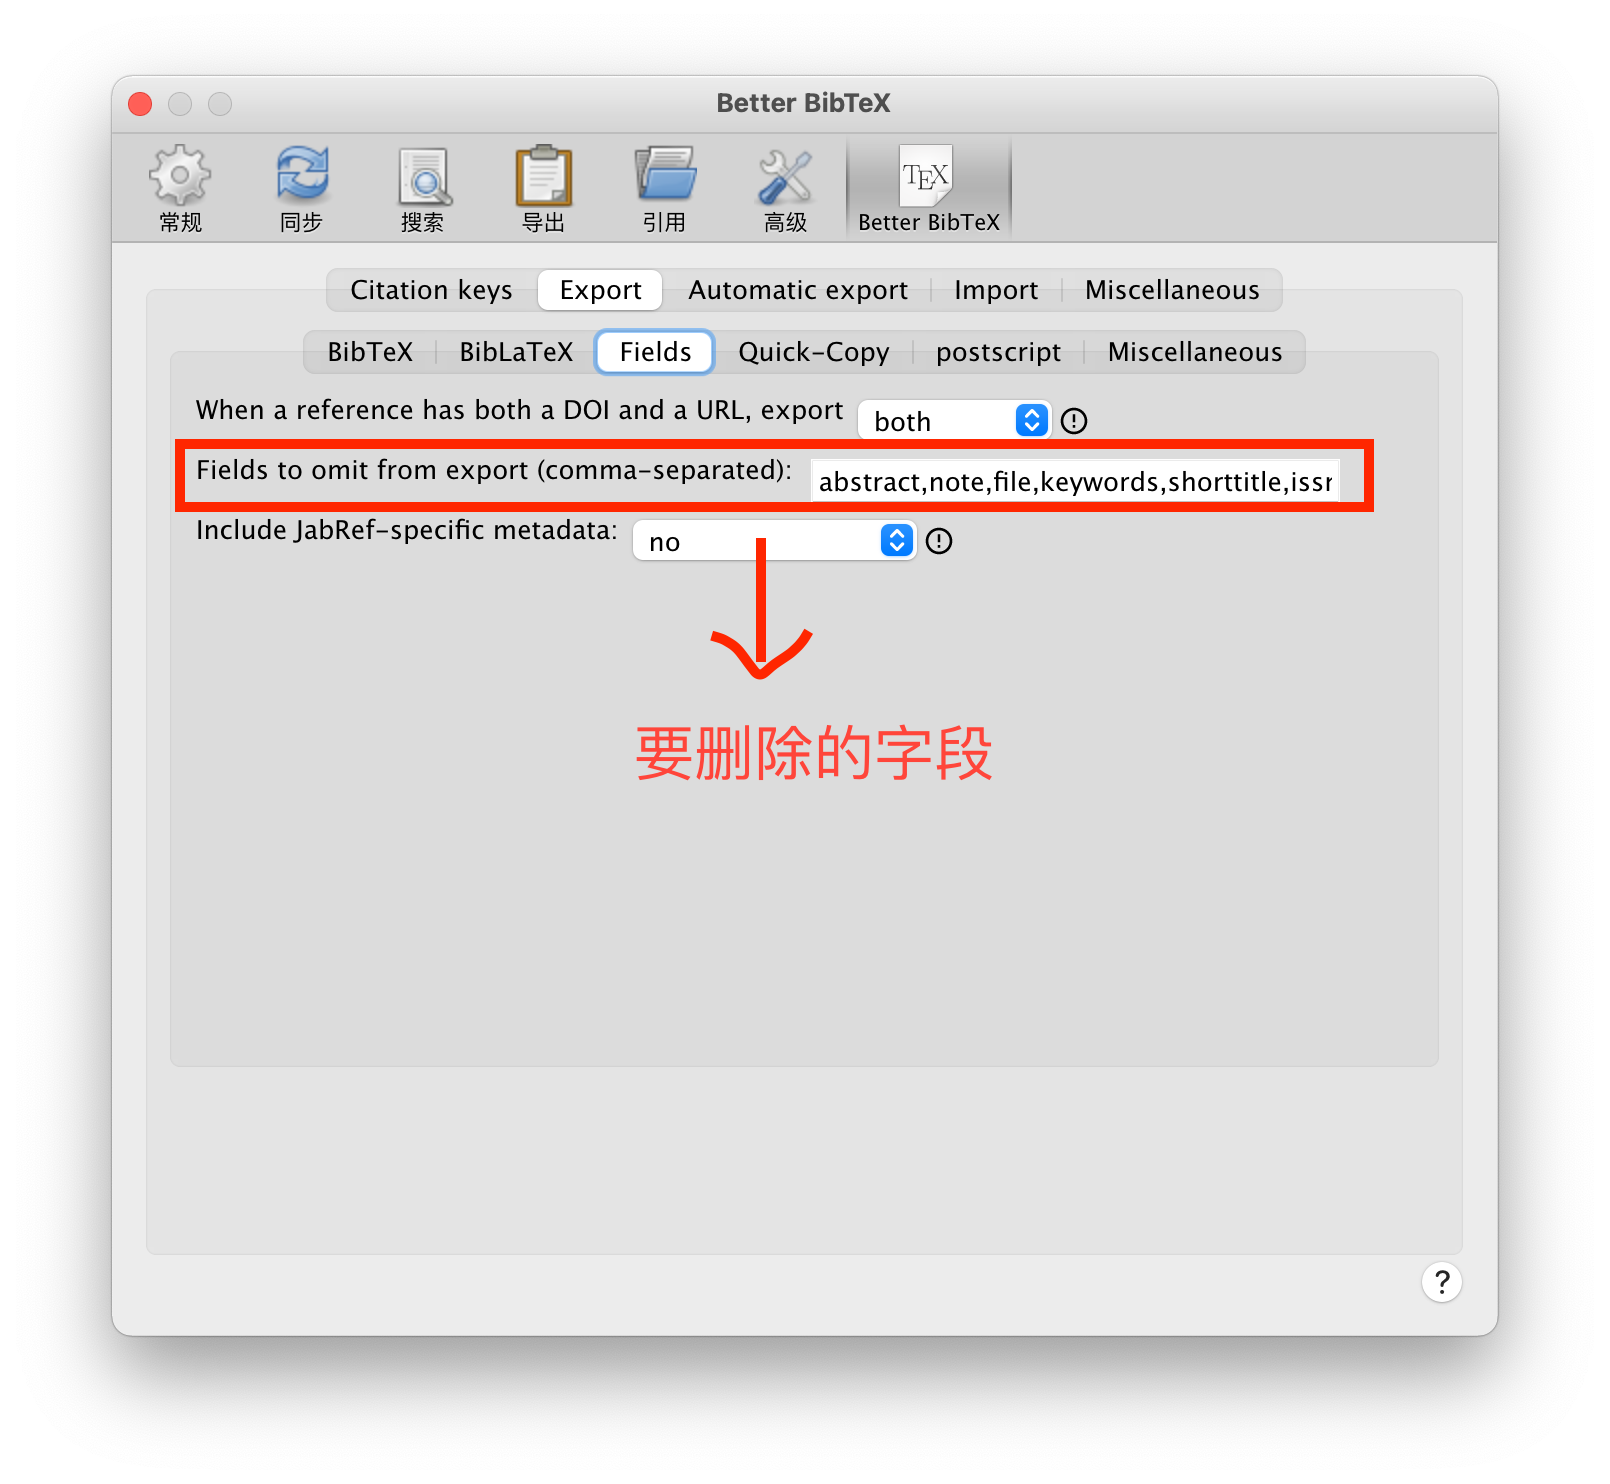 Better BibTeX
常规 同步 搜索 导出 引用 高级 TEX Better BibTeX
Citation keys Export Automatic export Import Miscellaneous
BibTeX BibLaTeX Fields Quick-Copy postscript Miscellaneous
When a reference has both a DOI and a URL, export both
Fields to omit from export (comma-separated): abstract,note,file,keywords,shorttitle,issn
Include JabRef-specific metadata: no
要删除的字段
?